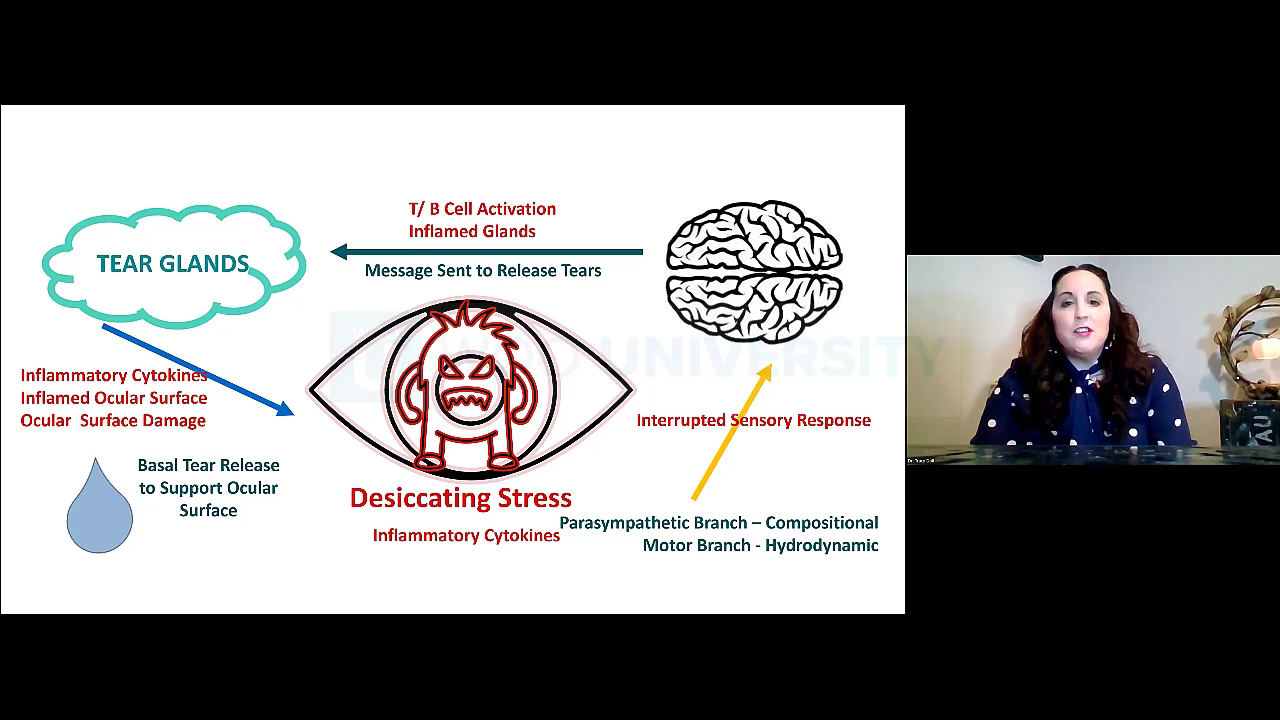 T/ B Cell Activation
Inflamed Glands
TEAR GLANDS
Message Sent to Release Tears
UNIVERSITY
Inflammatory Cytokines
Inflamed Ocular Surface
Ocular Surface Damage
Interrupted Sensory Response
Basal Tear Release
to Support Ocular
Surface
Desiccating Stress
Inflammatory Cytokines
Parasympathetic Branch – Compositional
Motor Branch - Hydrodynamic
AU